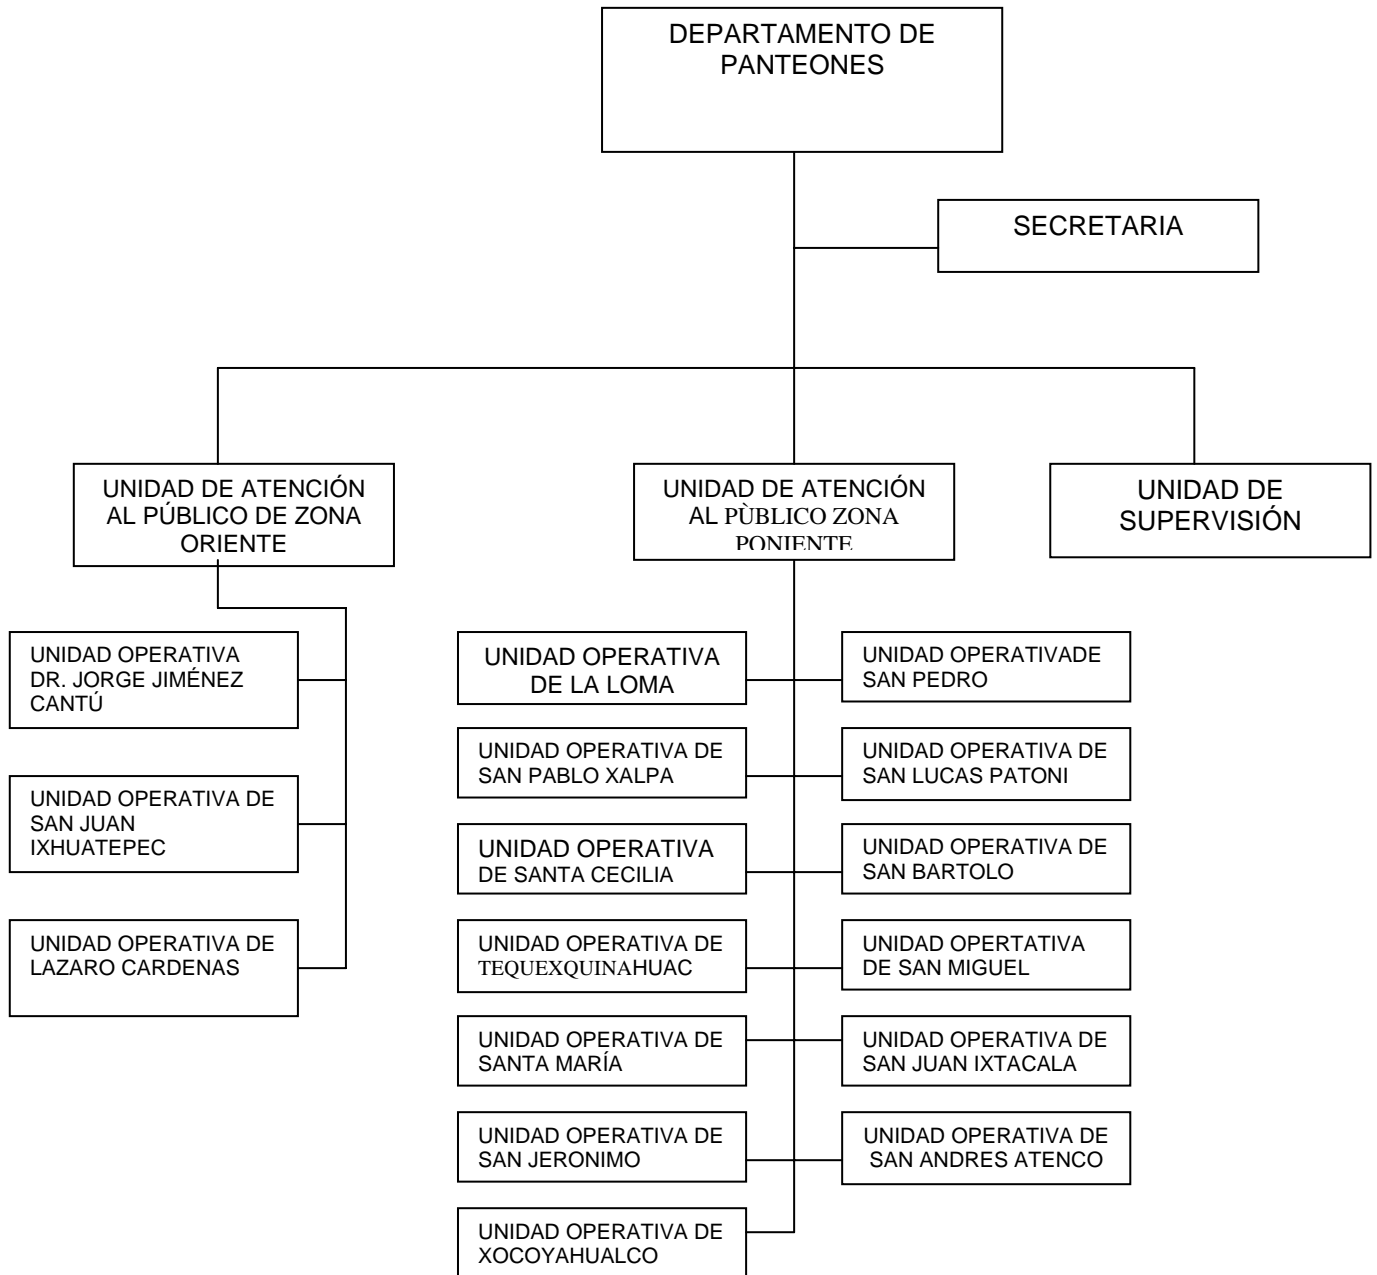 DEPARTAMENTO DE
PANTEONES
SECRETARIA
UNIDAD DE ATENCIÓN
AL PÚBLICO DE ZONA
ORIENTE
UNIDAD DE ATENCIÓN
AL PÙBLICO ZONA
PONIENTE
UNIDAD DE
SUPERVISIÓN
UNIDAD OPERATIVA
DR. JORGE JIMÉNEZ
CANTÚ
UNIDAD OPERATIVA DE
SAN JUAN
IXHUATEPEC
UNIDAD OPERATIVA DE
LAZARO CARDENAS
UNIDAD OPERATIVA
DE LA LOMA
UNIDAD OPERATIVADE
SAN PEDRO
UNIDAD OPERATIVA DE
SAN PABLO XALPA
UNIDAD OPERATIVA DE
SAN LUCAS PATONI
UNIDAD OPERATIVA
DE SANTA CECILIA
UNIDAD OPERATIVA DE
SAN BARTOLO
UNIDAD OPERATIVA DE
TEQUEXQUINAHUAC
UNIDAD OPERTATIVA
DE SAN MIGUEL
UNIDAD OPERATIVA DE
SANTA MARÍA
UNIDAD OPERATIVA DE
SAN JUAN IXTACALA
UNIDAD OPERATIVA DE
SAN JERONIMO
UNIDAD OPERATIVA DE
SAN ANDRES ATENCO
UNIDAD OPERATIVA DE
XOCOYAHUALCO